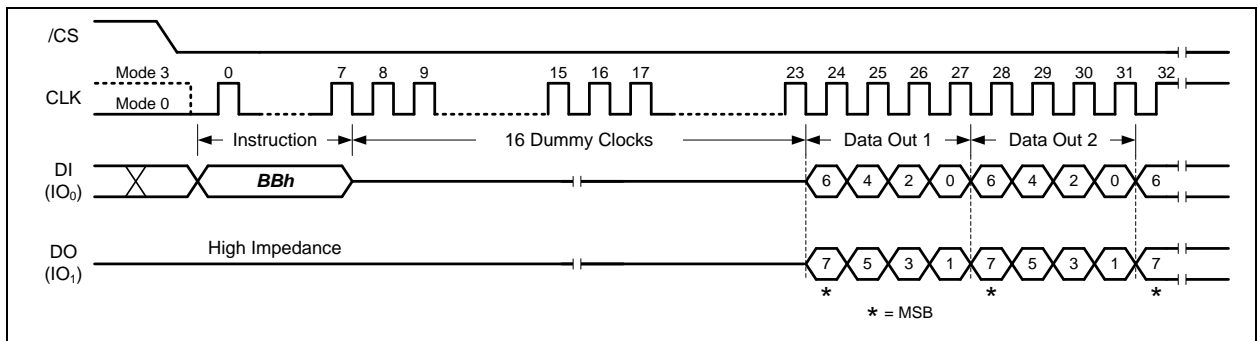 /CS
Mode 3 0 7 8 9 15 16 17 23 24 25 26 27 28 29 30 31 32
CLK
Mode 0
Instruction 16 Dummy Clocks Data Out 1 Data Out 2
DI
(IO0)
BBh 6 4 2 0 6 4 2 0 6
High Impedance
DO
(IO1)
7 5 3 1 7 5 3 1 7
* * *
* = MSB